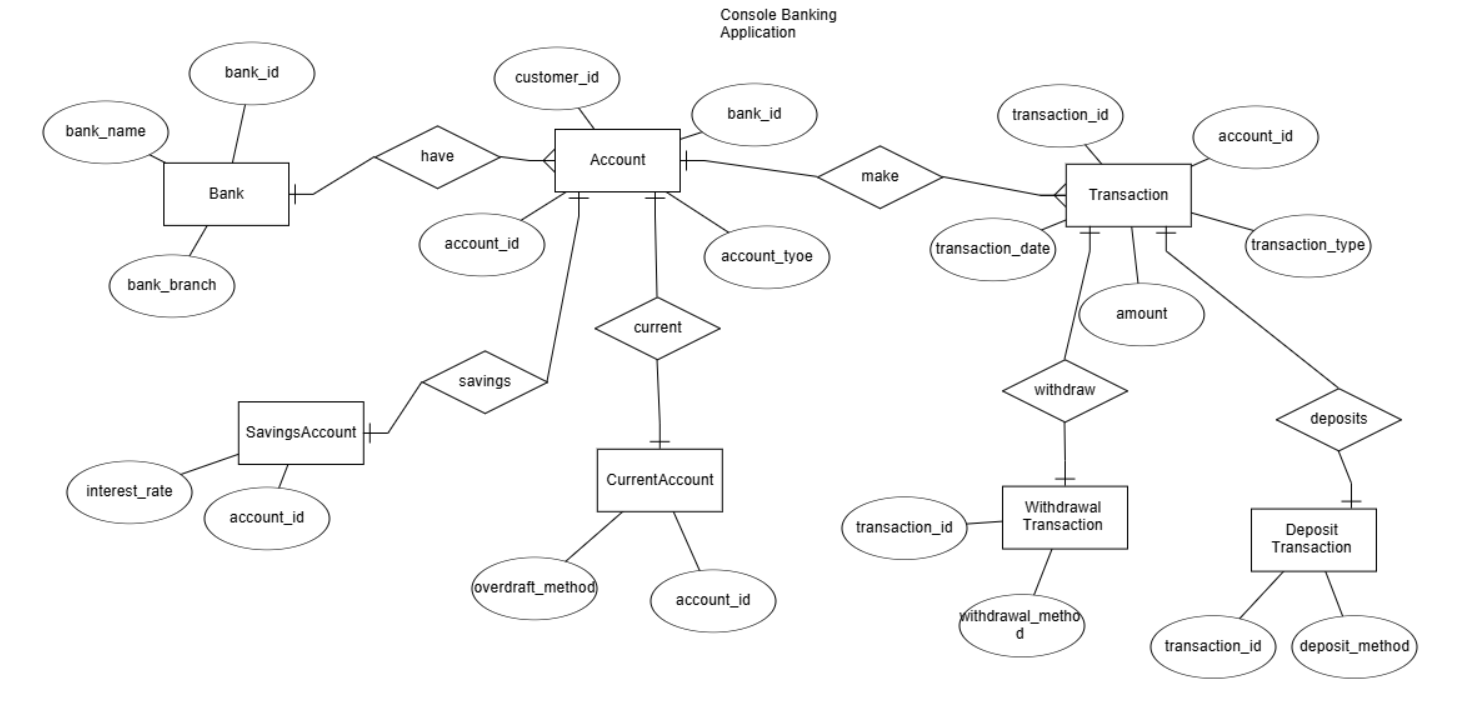 Console Banking
Application
bank_id
customer_id
bank_id
transaction_id
account_id
bank_name
have
Account
make
Bank
Transaction
account_id
account_tyoe
transaction_date
transaction_type
bank_branch
amount
current
savings
withdraw
deposits
SavingsAccount
CurrentAccount
interest_rate
account_id
Withdrawal
Transaction
transaction_id
Deposit
Transaction
overdraft_method
account_id
withdrawal_metho
d
transaction_id
deposit_method